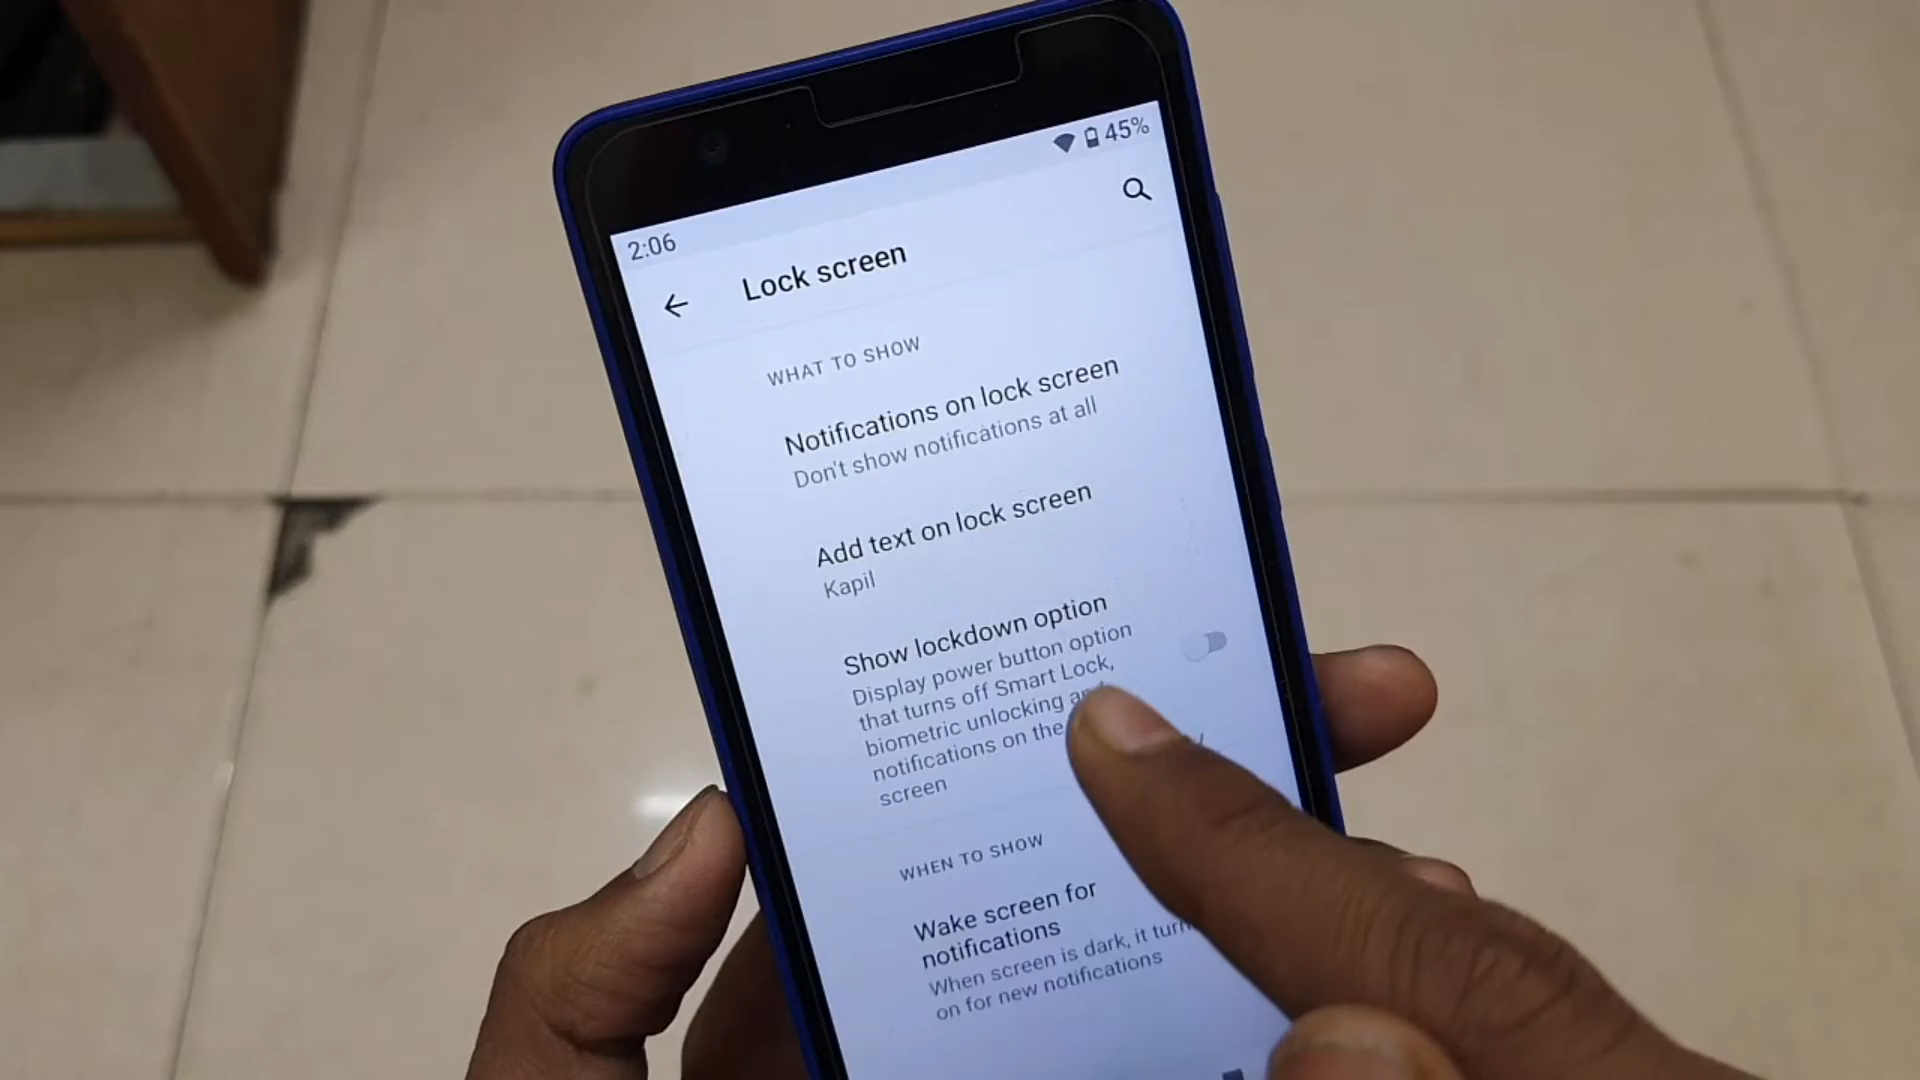 45%
2:06
Lock screen
WHAT TO SHOW
Notifications on lock screen
Don't show notifications at all
Add text on lock screen
Kapil
Show lockdown option
Display power button option
that turns off Smart Lock,
biometric unlocking
notifications on the
screen
WHEN TO SHOW
Wake screen for
notifications
When screen is dark, it
on for new notifications